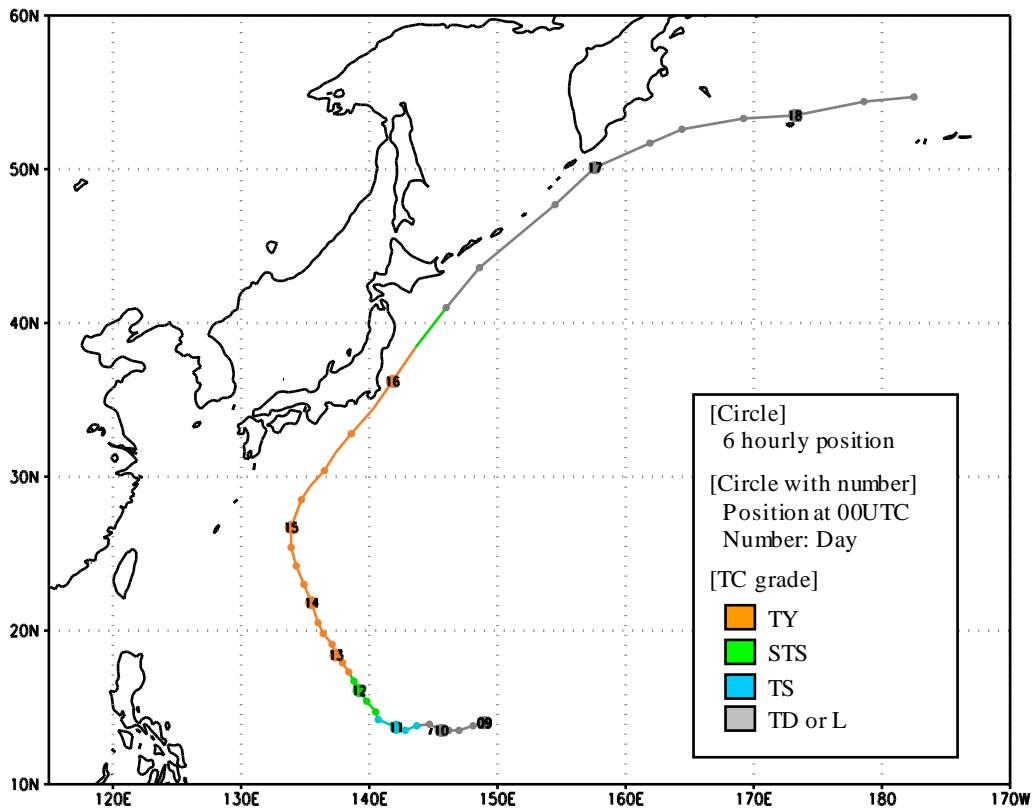 60N
50N
40N
30N
20N
10N
120E
130E
140E
150E
160E
170E
180
170W
18
17
16
15
14
13
12
11
10
09
[Circle]
6 hourly position
[Circle with number]
Position at 00UTC
Number: Day
[TC grade]
TY
STS
TS
TD or L